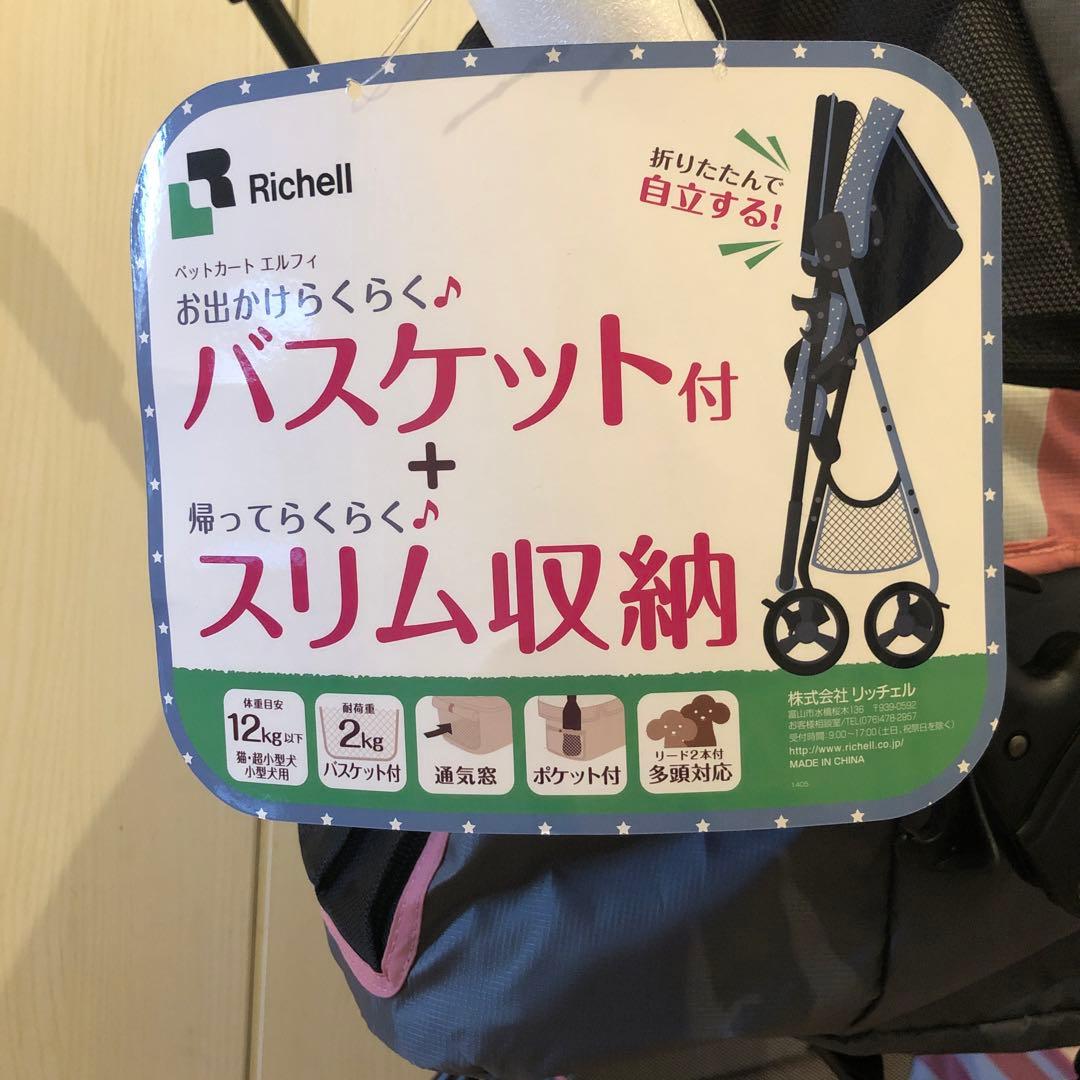 Richell
折りたたんで
自立する!
ペットカート エルフィ
お出かけらくらく♪
バスケット付
+
帰ってらくらく♪
スリム収納
体重目安
12kg以下
猫・超小型犬
小型犬用
耐荷重
2kg
バスケット付
通気窓
ポケット付
リード2本付
多頭対応
株式会社 リッチェル
富山市水橋桜木136 〒939-0592
お客様相談室/TEL(076)478-2957
受付時間:9:00〜17:00(土日、祝祭日を除く)
http://www.richell.co.jp/
MADE IN CHINA
1405